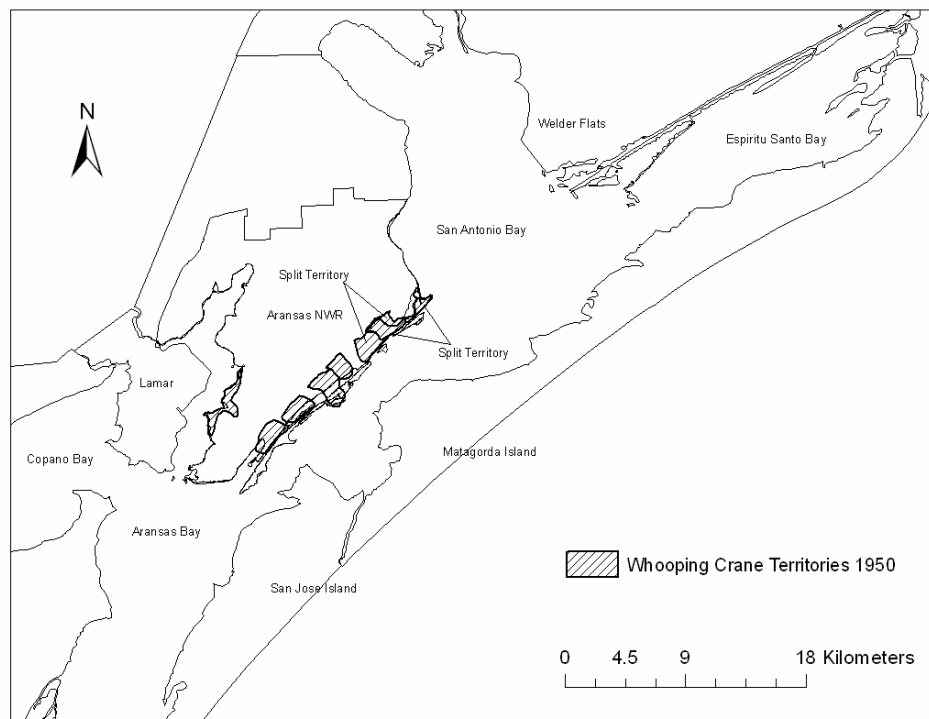 N
Welder Flats
Espiritu Santo Bay
San Antonio Bay
Split Territory
Aransas NWR
Split Territory
Lamar
Copano Bay
Matagorda Island
Aransas Bay
San Jose Island
Whooping Crane Territories 1950
0 4.5 9 18 Kilometers